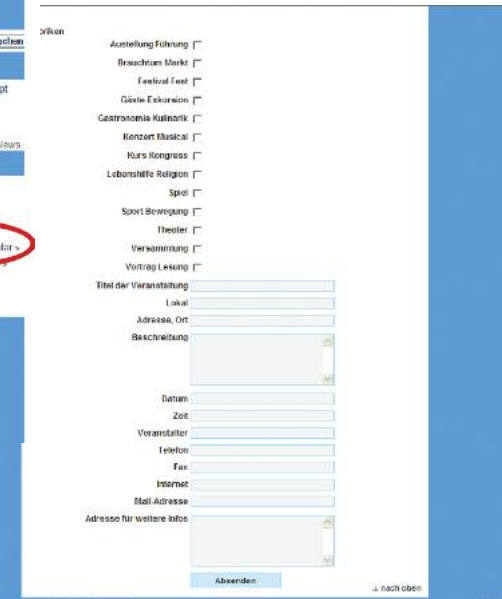 Austellung Führung
Brauchtum Markt
Festival Fest
Gäste Exkursion
Gastronomie Kulinarik
Konzert Musical
Kurs Kongress
Lebenshilfe Religion
Spiel
Sport Bewegung
Theater
Versammlung
Vortrag Lesung
Titel der Veranstaltung
Lokal
Adresse, Ort
Beschreibung
Datum
Zeit
Veranstalter
Telefon
Fax
Internet
Mail-Adresse
Adresse für weitere Infos
Absenden
nach oben